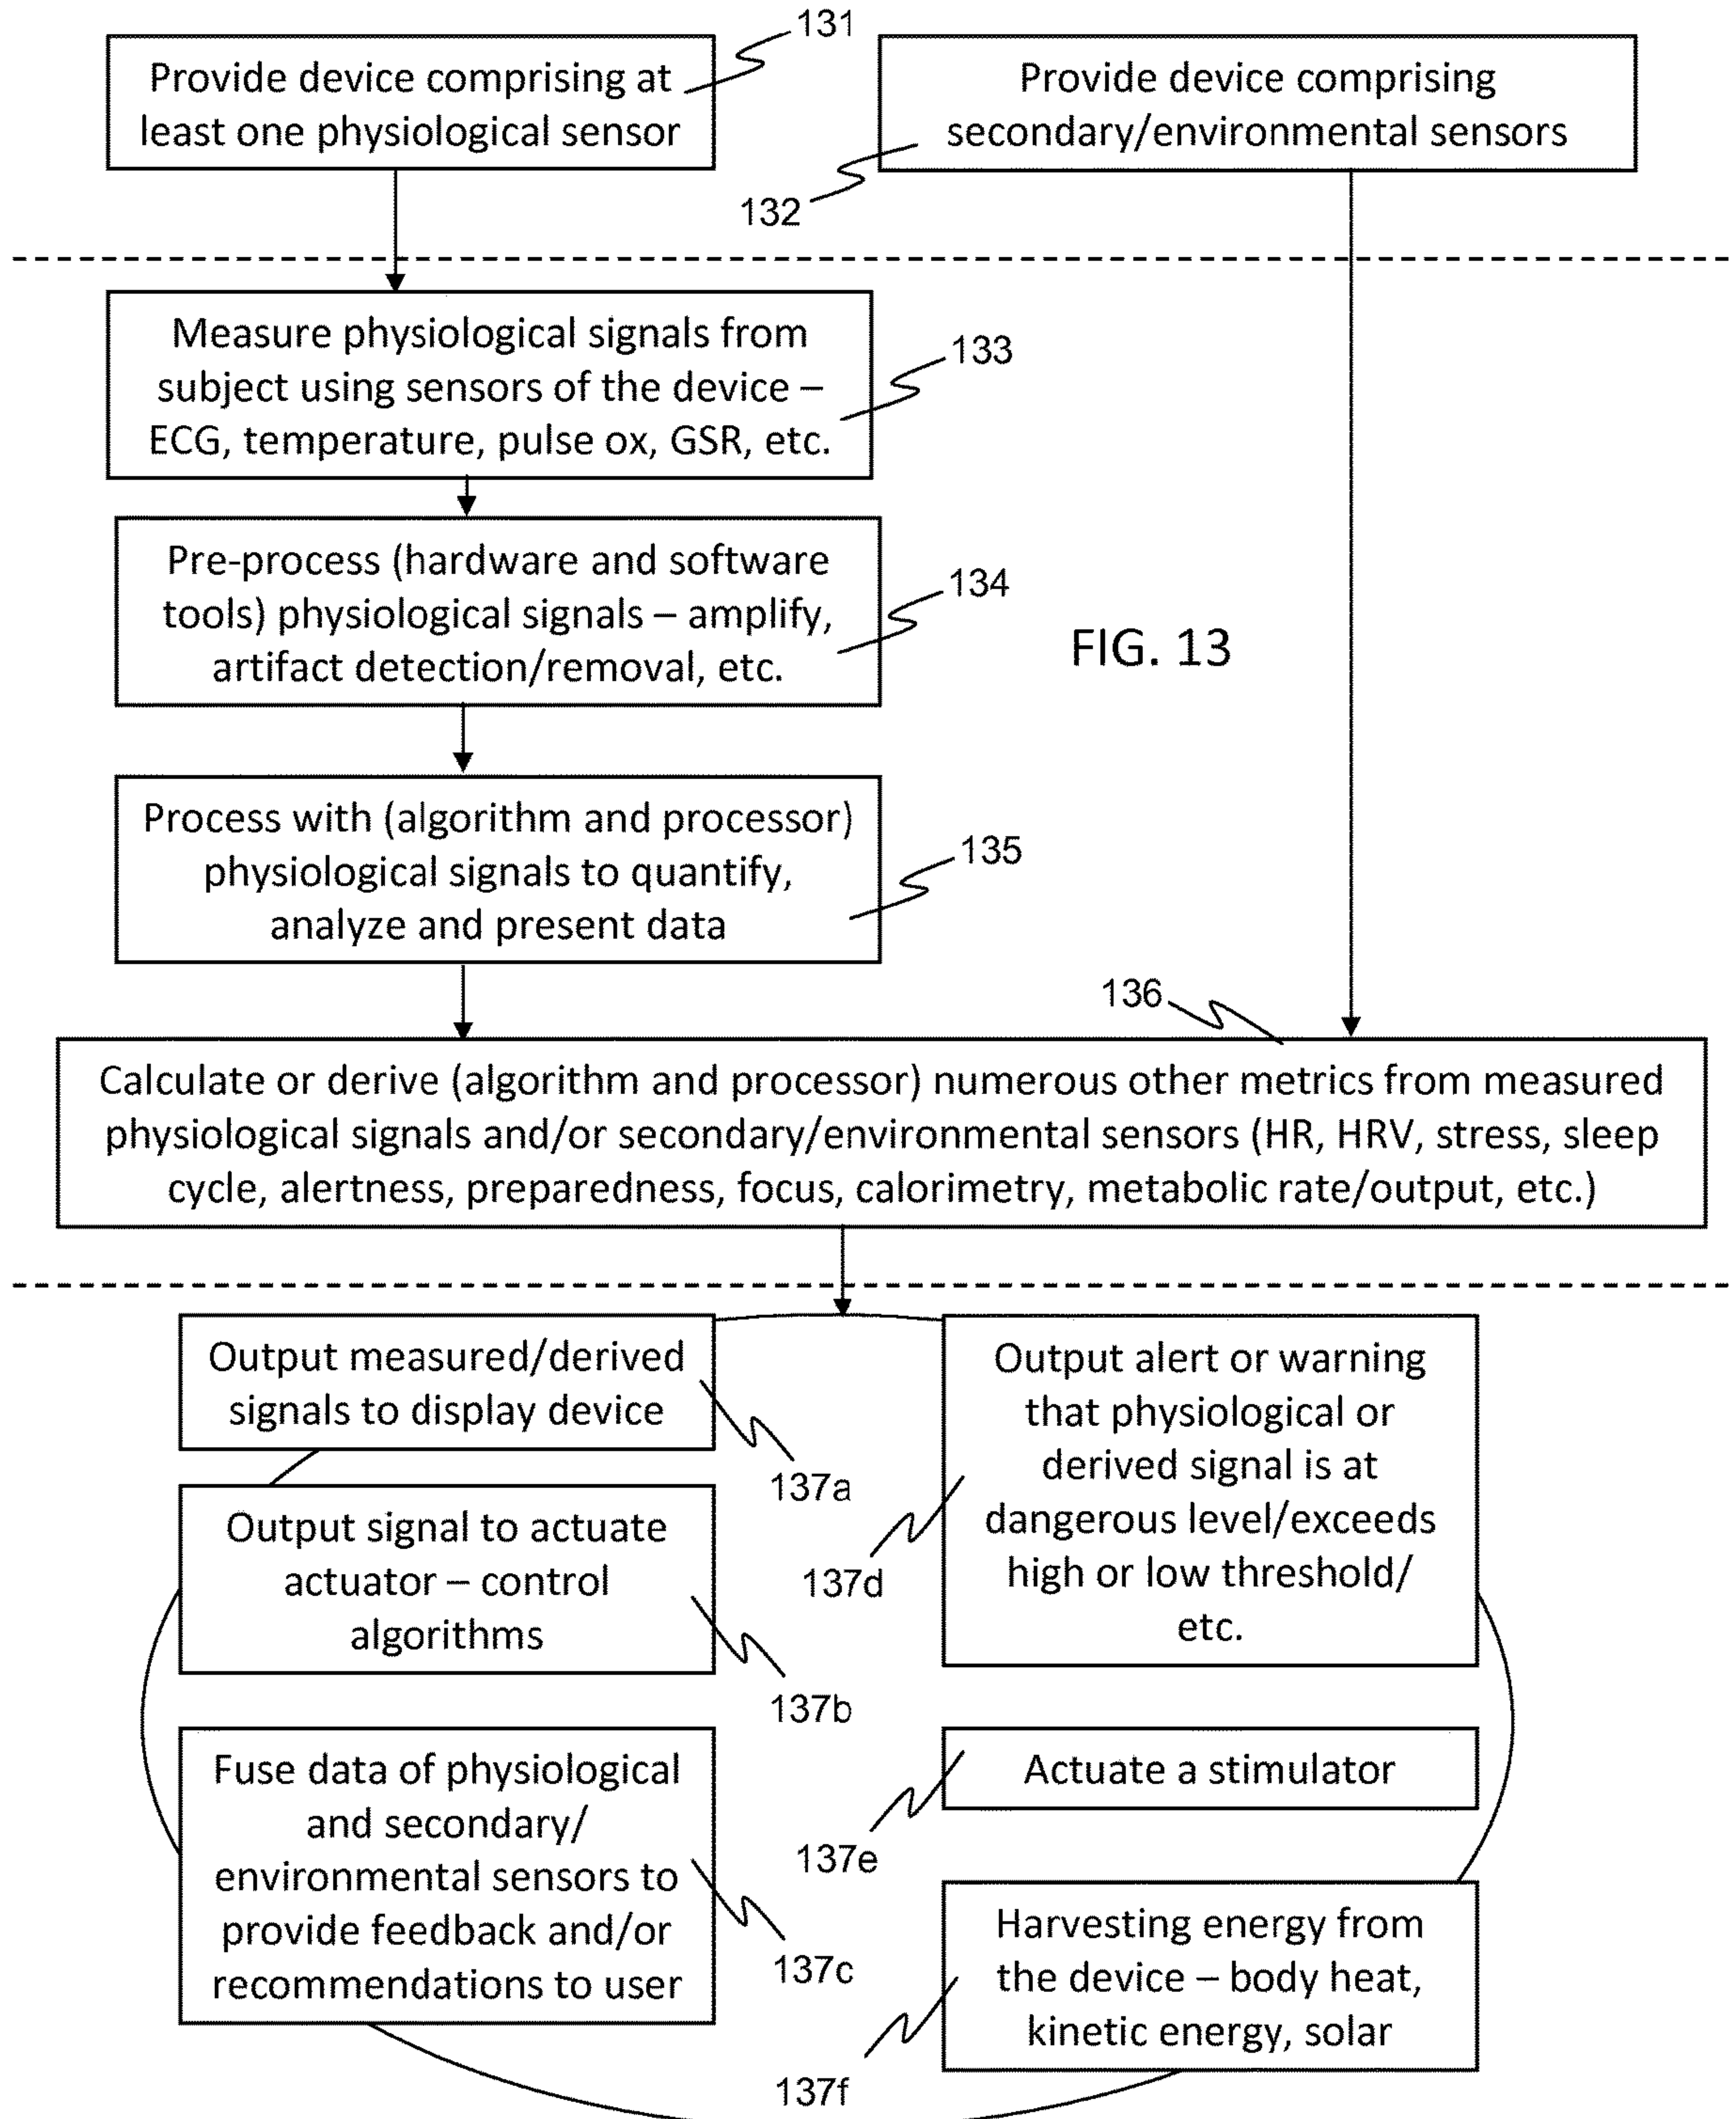 131
Provide device comprising at
least one physiological sensor
Provide device comprising
secondary/environmental sensors
132
Measure physiological signals from
subject using sensors of the device –
ECG, temperature, pulse ox, GSR, etc.
133
Pre-process (hardware and software
tools) physiological signals – amplify,
artifact detection/removal, etc.
134
FIG. 13
Process with (algorithm and processor)
physiological signals to quantify,
analyze and present data
135
136
Calculate or derive (algorithm and processor) numerous other metrics from measured
physiological signals and/or secondary/environmental sensors (HR, HRV, stress, sleep
cycle, alertness, preparedness, focus, calorimetry, metabolic rate/output, etc.)
Output measured/derived
signals to display device
137a
Output signal to actuate
actuator – control
algorithms
137b
Fuse data of physiological
and secondary/
environmental sensors to
provide feedback and/or
recommendations to user
137c
Output alert or warning
that physiological or
derived signal is at
dangerous level/exceeds
high or low threshold/
etc.
137d
Actuate a stimulator
137e
Harvesting energy from
the device – body heat,
kinetic energy, solar
137f